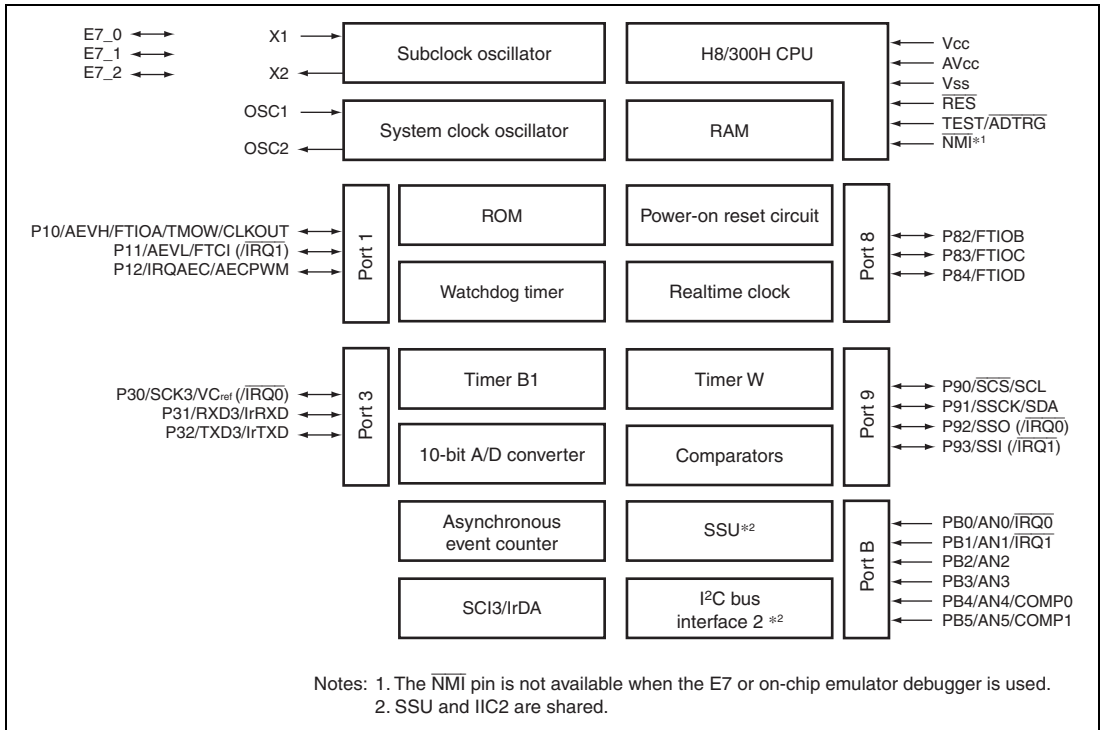 E7_0
E7_1
E7_2
X1
X2
OSC1
OSC2
Subclock oscillator
H8/300H CPU
System clock oscillator
RAM
Vcc
AVcc
Vss
RES
TEST/ADTRG
NMI*1
P10/AEVH/FTIOA/TMOW/CLKOUT
P11/AEVL/FTCI (/IRQ1)
P12/IRQAEC/AECPWM
Port 1
ROM
Power-on reset circuit
Watchdog timer
Realtime clock
Port 8
P82/FTIOB
P83/FTIOC
P84/FTIOD
P30/SCK3/VCref (/IRQ0)
P31/RXD3/IrRXD
P32/TXD3/IrTXD
Port 3
Timer B1
Timer W
10-bit A/D converter
Comparators
Port 9
P90/SCS/SCL
P91/SSCK/SDA
P92/SSO (/IRQ0)
P93/SSI (/IRQ1)
Asynchronous
event counter
SSU*2
SCI3/IrDA
I2C bus
interface 2 *2
Port B
PB0/AN0/IRQ0
PB1/AN1/IRQ1
PB2/AN2
PB3/AN3
PB4/AN4/COMP0
PB5/AN5/COMP1
Notes: 1. The NMI pin is not available when the E7 or on-chip emulator debugger is used.
2. SSU and IIC2 are shared.